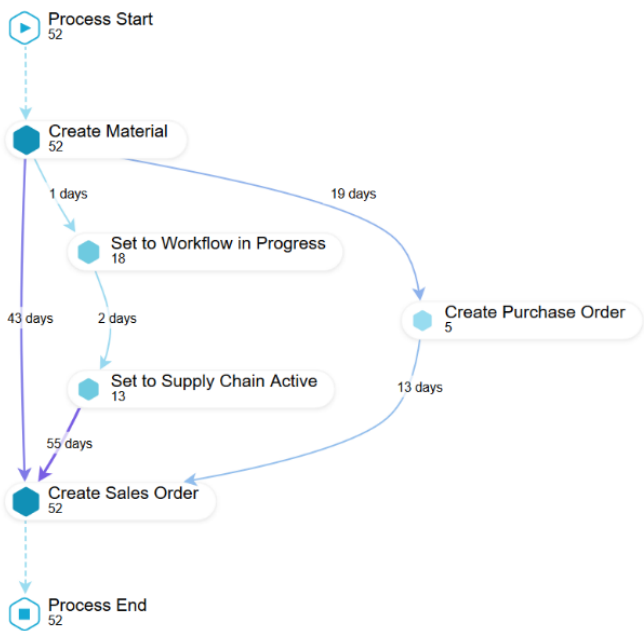 Process Start
52
Create Material
52
1 days
19 days
Set to Workflow in Progress
18
43 days
2 days
Create Purchase Order
5
Set to Supply Chain Active
13
13 days
55 days
Create Sales Order
52
Process End
52